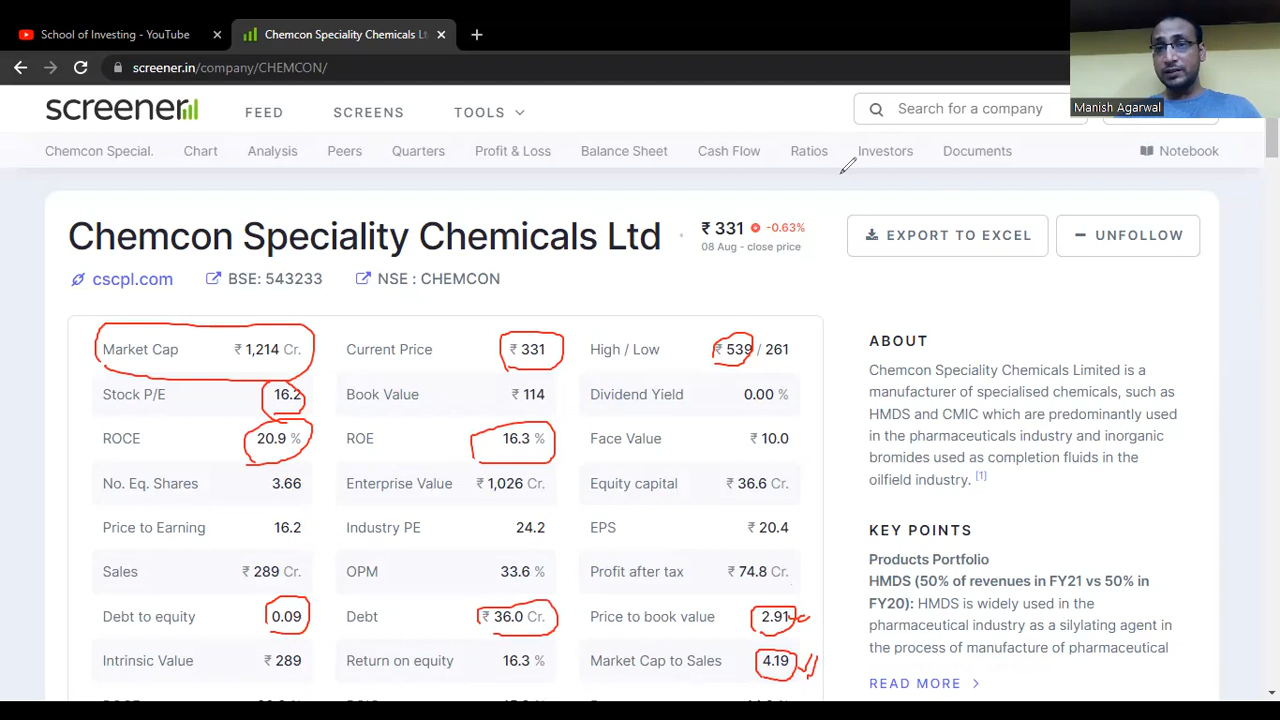 School of Investing - YouTube
Chemcon Speciality Chemicals Lt
screener.in/company/CHEMCON/
Manish Agarwal
screener
FEED
SCREENS
TOOLS
Search for a company
Chemcon Special.
Chart
Analysis
Peers
Quarters
Profit & Loss
Balance Sheet
Cash Flow
Ratios
Investors
Documents
Notebook
Chemcon Speciality Chemicals Ltd
₹ 331 -0.63%
08 Aug - close price
EXPORT TO EXCEL
UNFOLLOW
cscpl.com
BSE: 543233
NSE : CHEMCON
Market Cap ₹ 1,214 Cr.
Current Price ₹ 331
High / Low ₹ 539 / 261
Stock P/E 16.2
Book Value ₹ 114
Dividend Yield 0.00 %
ROCE 20.9 %
ROE 16.3 %
Face Value ₹ 10.0
No. Eq. Shares 3.66
Enterprise Value ₹ 1,026 Cr.
Equity capital ₹ 36.6 Cr.
Price to Earning 16.2
Industry PE 24.2
EPS ₹ 20.4
Sales ₹ 289 Cr.
OPM 33.6 %
Profit after tax ₹ 74.8 Cr.
Debt to equity 0.09
Debt ₹ 36.0 Cr.
Price to book value 2.91
Intrinsic Value ₹ 289
Return on equity 16.3 %
Market Cap to Sales 4.19
ABOUT
Chemcon Speciality Chemicals Limited is a
manufacturer of specialised chemicals, such as
HMDS and CMIC which are predominantly used
in the pharmaceuticals industry and inorganic
bromides used as completion fluids in the
oilfield industry. [1]
KEY POINTS
Products Portfolio
HMDS (50% of revenues in FY21 vs 50% in
FY20): HMDS is widely used in the
pharmaceutical industry as a silylating agent in
the process of manufacture of pharmaceutical
READ MORE